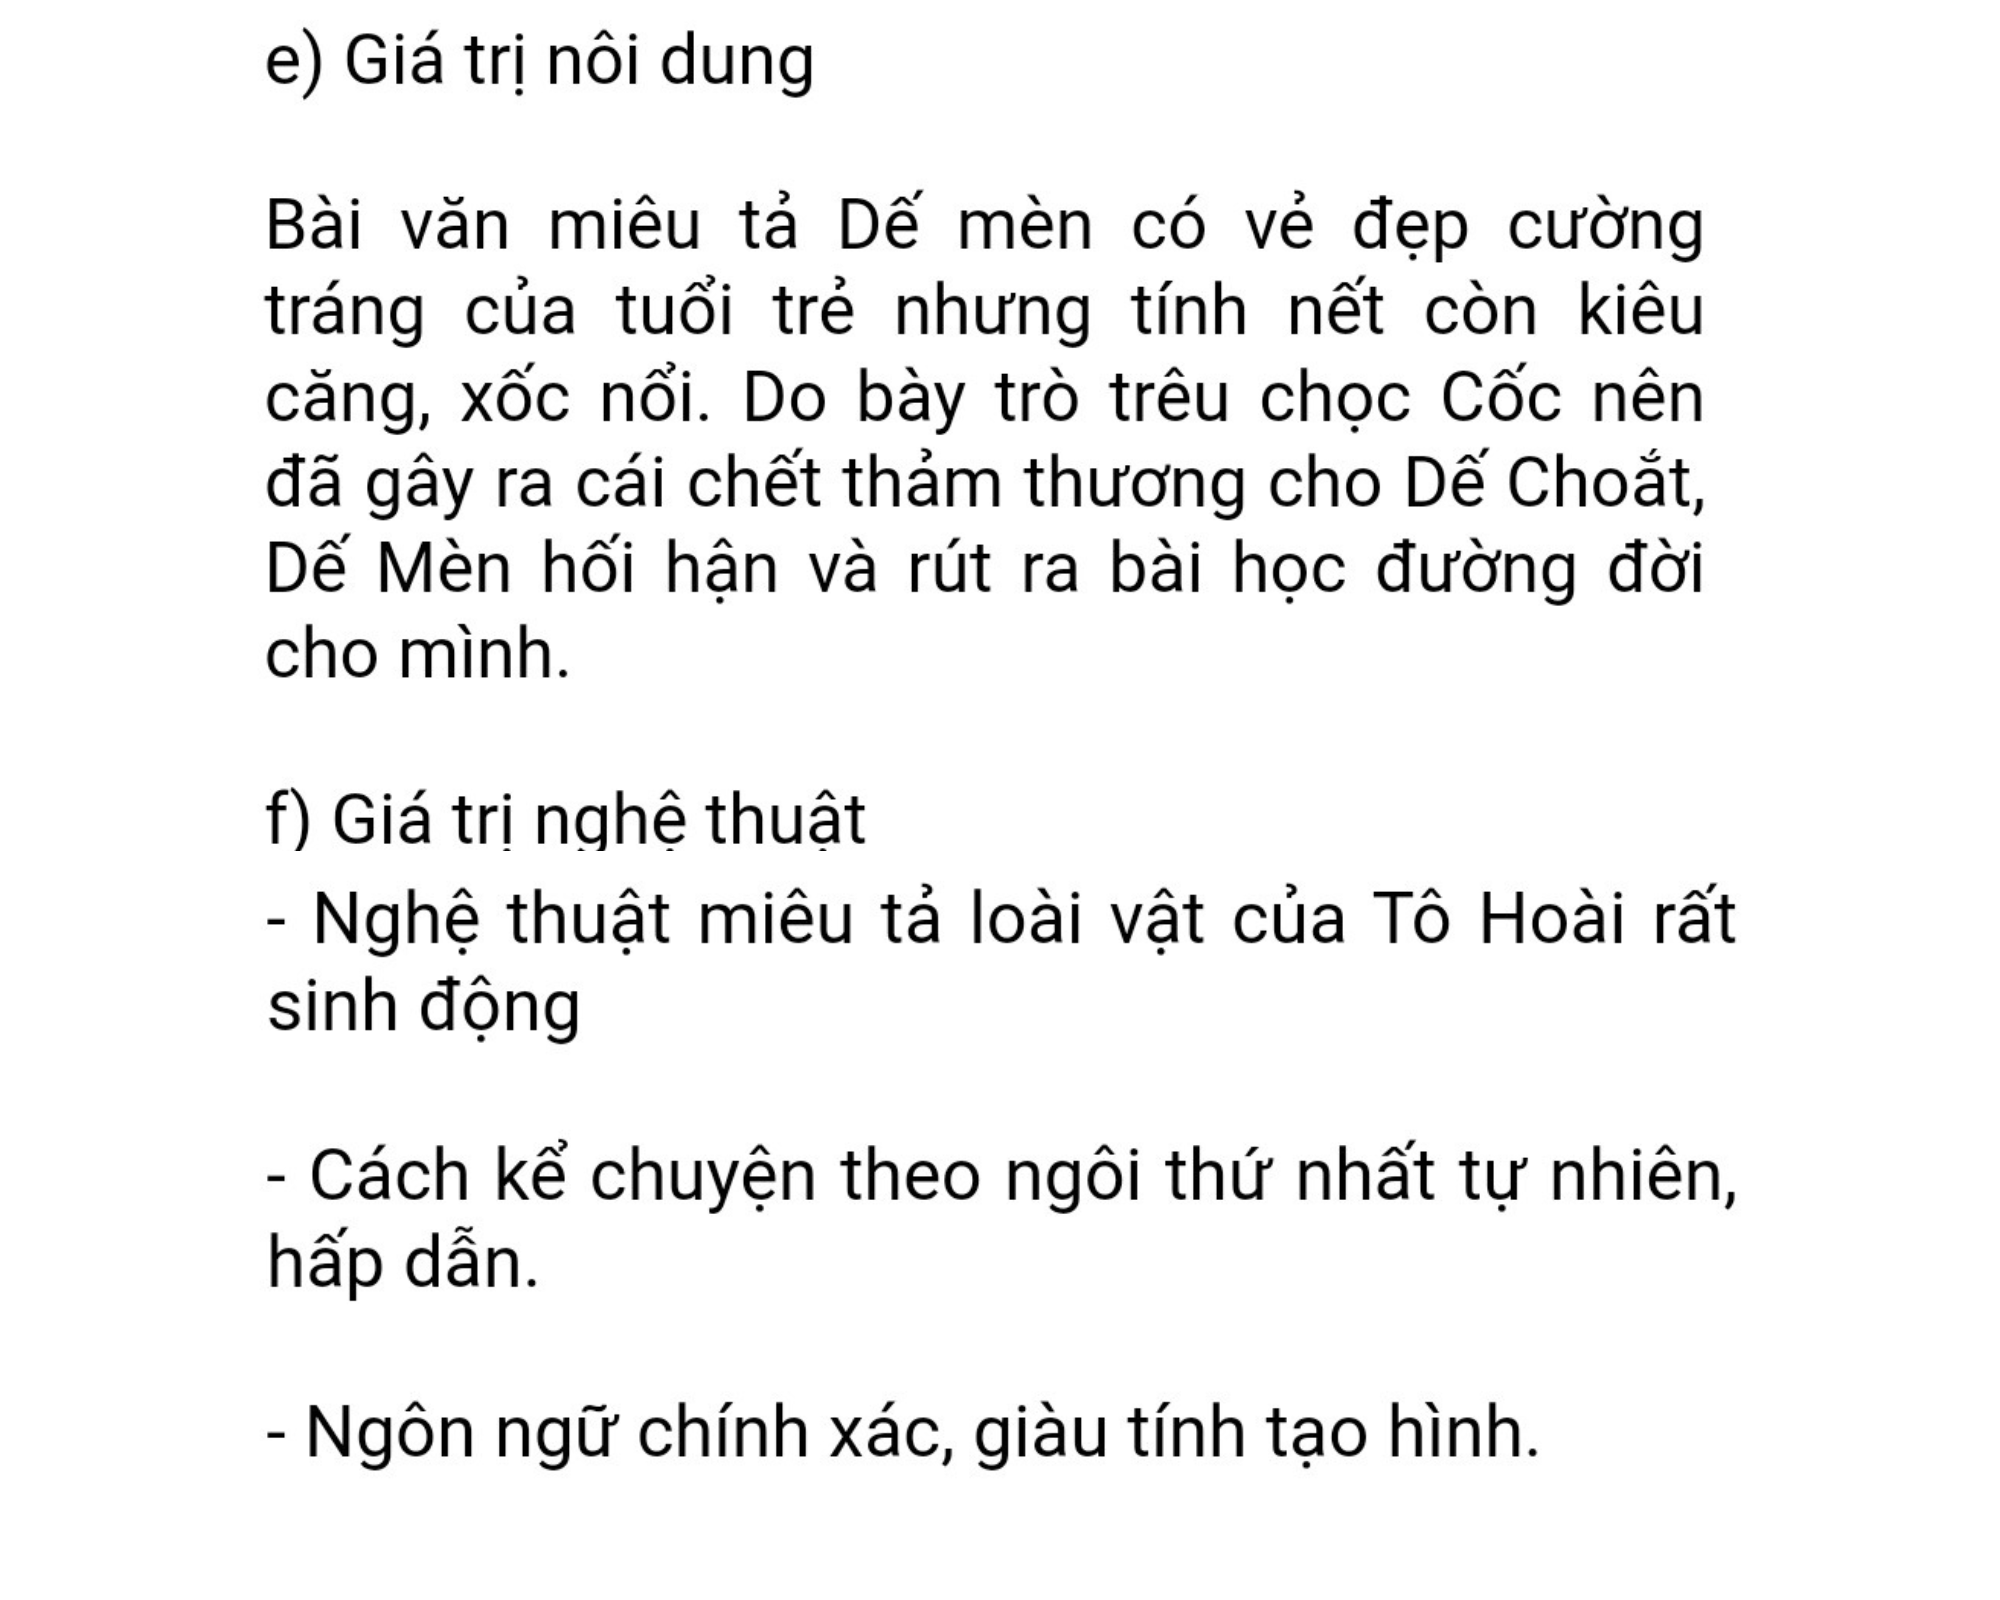 e) Giá trị nôi dung
Bài văn miêu tả Dế mèn có vẻ đẹp cường
tráng của tuổi trẻ nhưng tính nết còn kiêu
căng, xốc nổi. Do bày trò trêu chọc Cốc nên
đã gây ra cái chết thảm thương cho Dế Choắt,
Dế Mèn hối hận và rút ra bài học đường đời
cho mình.
f) Giá trị nghệ thuật
- Nghệ thuật miêu tả loài vật của Tô Hoài rất
sinh động
- Cách kể chuyện theo ngôi thứ nhất tự nhiên,
hấp dẫn.
- Ngôn ngữ chính xác, giàu tính tạo hình.